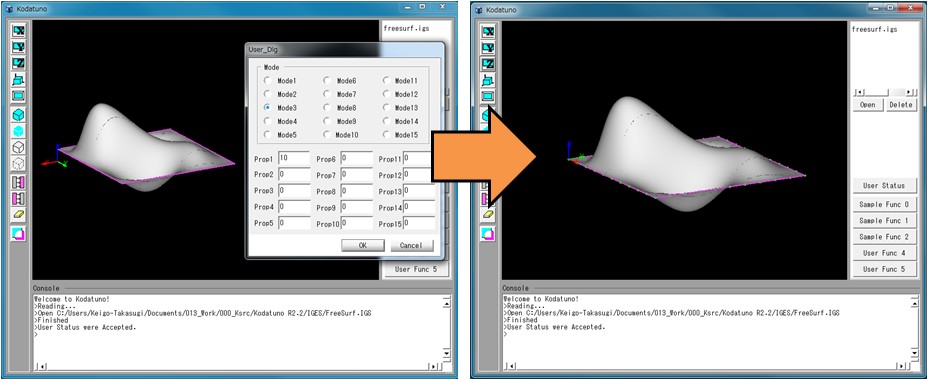 Kodatuno
freesurf.igs
User_Dlg
Mode
Mode1 Mode6 Mode11
Mode2 Mode7 Mode12
Mode3 Mode8 Mode13
Mode4 Mode9 Mode14
Mode5 Mode10 Mode15
Prop1 10 Prop6 0 Prop11 0
Prop2 0 Prop7 0 Prop12 0
Prop3 0 Prop8 0 Prop13 0
Prop4 0 Prop9 0 Prop14 0
Prop5 0 Prop10 0 Prop15 0
OK Cancel
User Func 5
Console
Welcome to Kodatuno!
>Reading...
>Open C:/Users/Keigo-Takasugi/Documents/013_Work/000_Ksrc/Kodatuno R2.2/IGES/FreeSurf.IGS
>Finished
>User Status were Accepted.
>
Kodatuno
freesurf.igs
Open Delete
User Status
Sample Func 0
Sample Func 1
Sample Func 2
User Func 4
User Func 5
Console
Welcome to Kodatuno!
>Reading...
>Open C:/Users/Keigo-Takasugi/Documents/013_Work/000_Ksrc/Kodatuno R2.2/IGES/FreeSurf.IGS
>Finished
>User Status were Accepted.
>